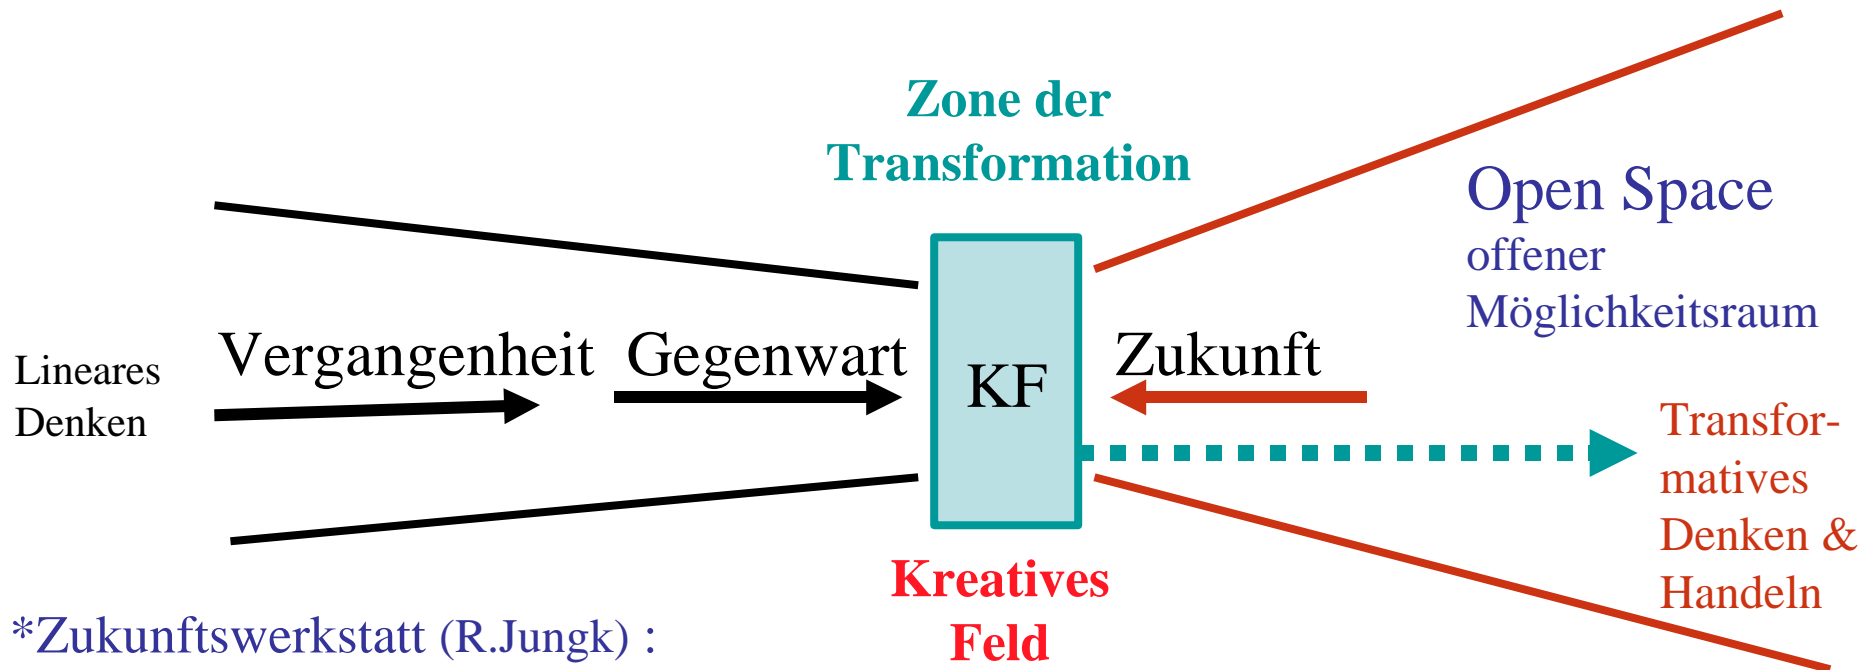 Zone der
Transformation
Open Space
offener
Möglichkeitsraum
Lineares
Denken
Vergangenheit
Gegenwart
KF
Zukunft
Transfor-
matives
Denken &
Handeln
Kreatives
Feld
*Zukunftswerkstatt (R.Jungk) :